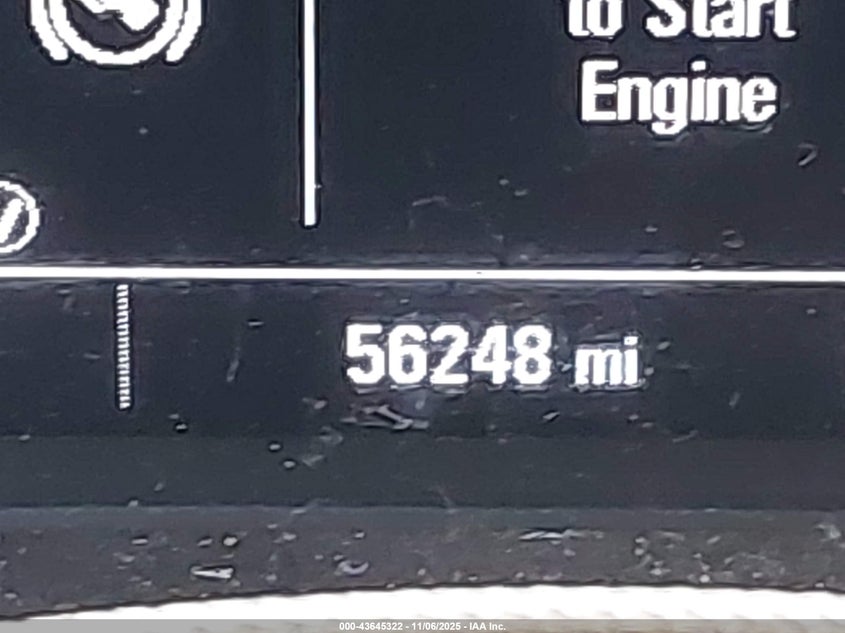 to Start
Engine
56248 mi
000-43645322 - 11/06/2025 - IAA Inc.